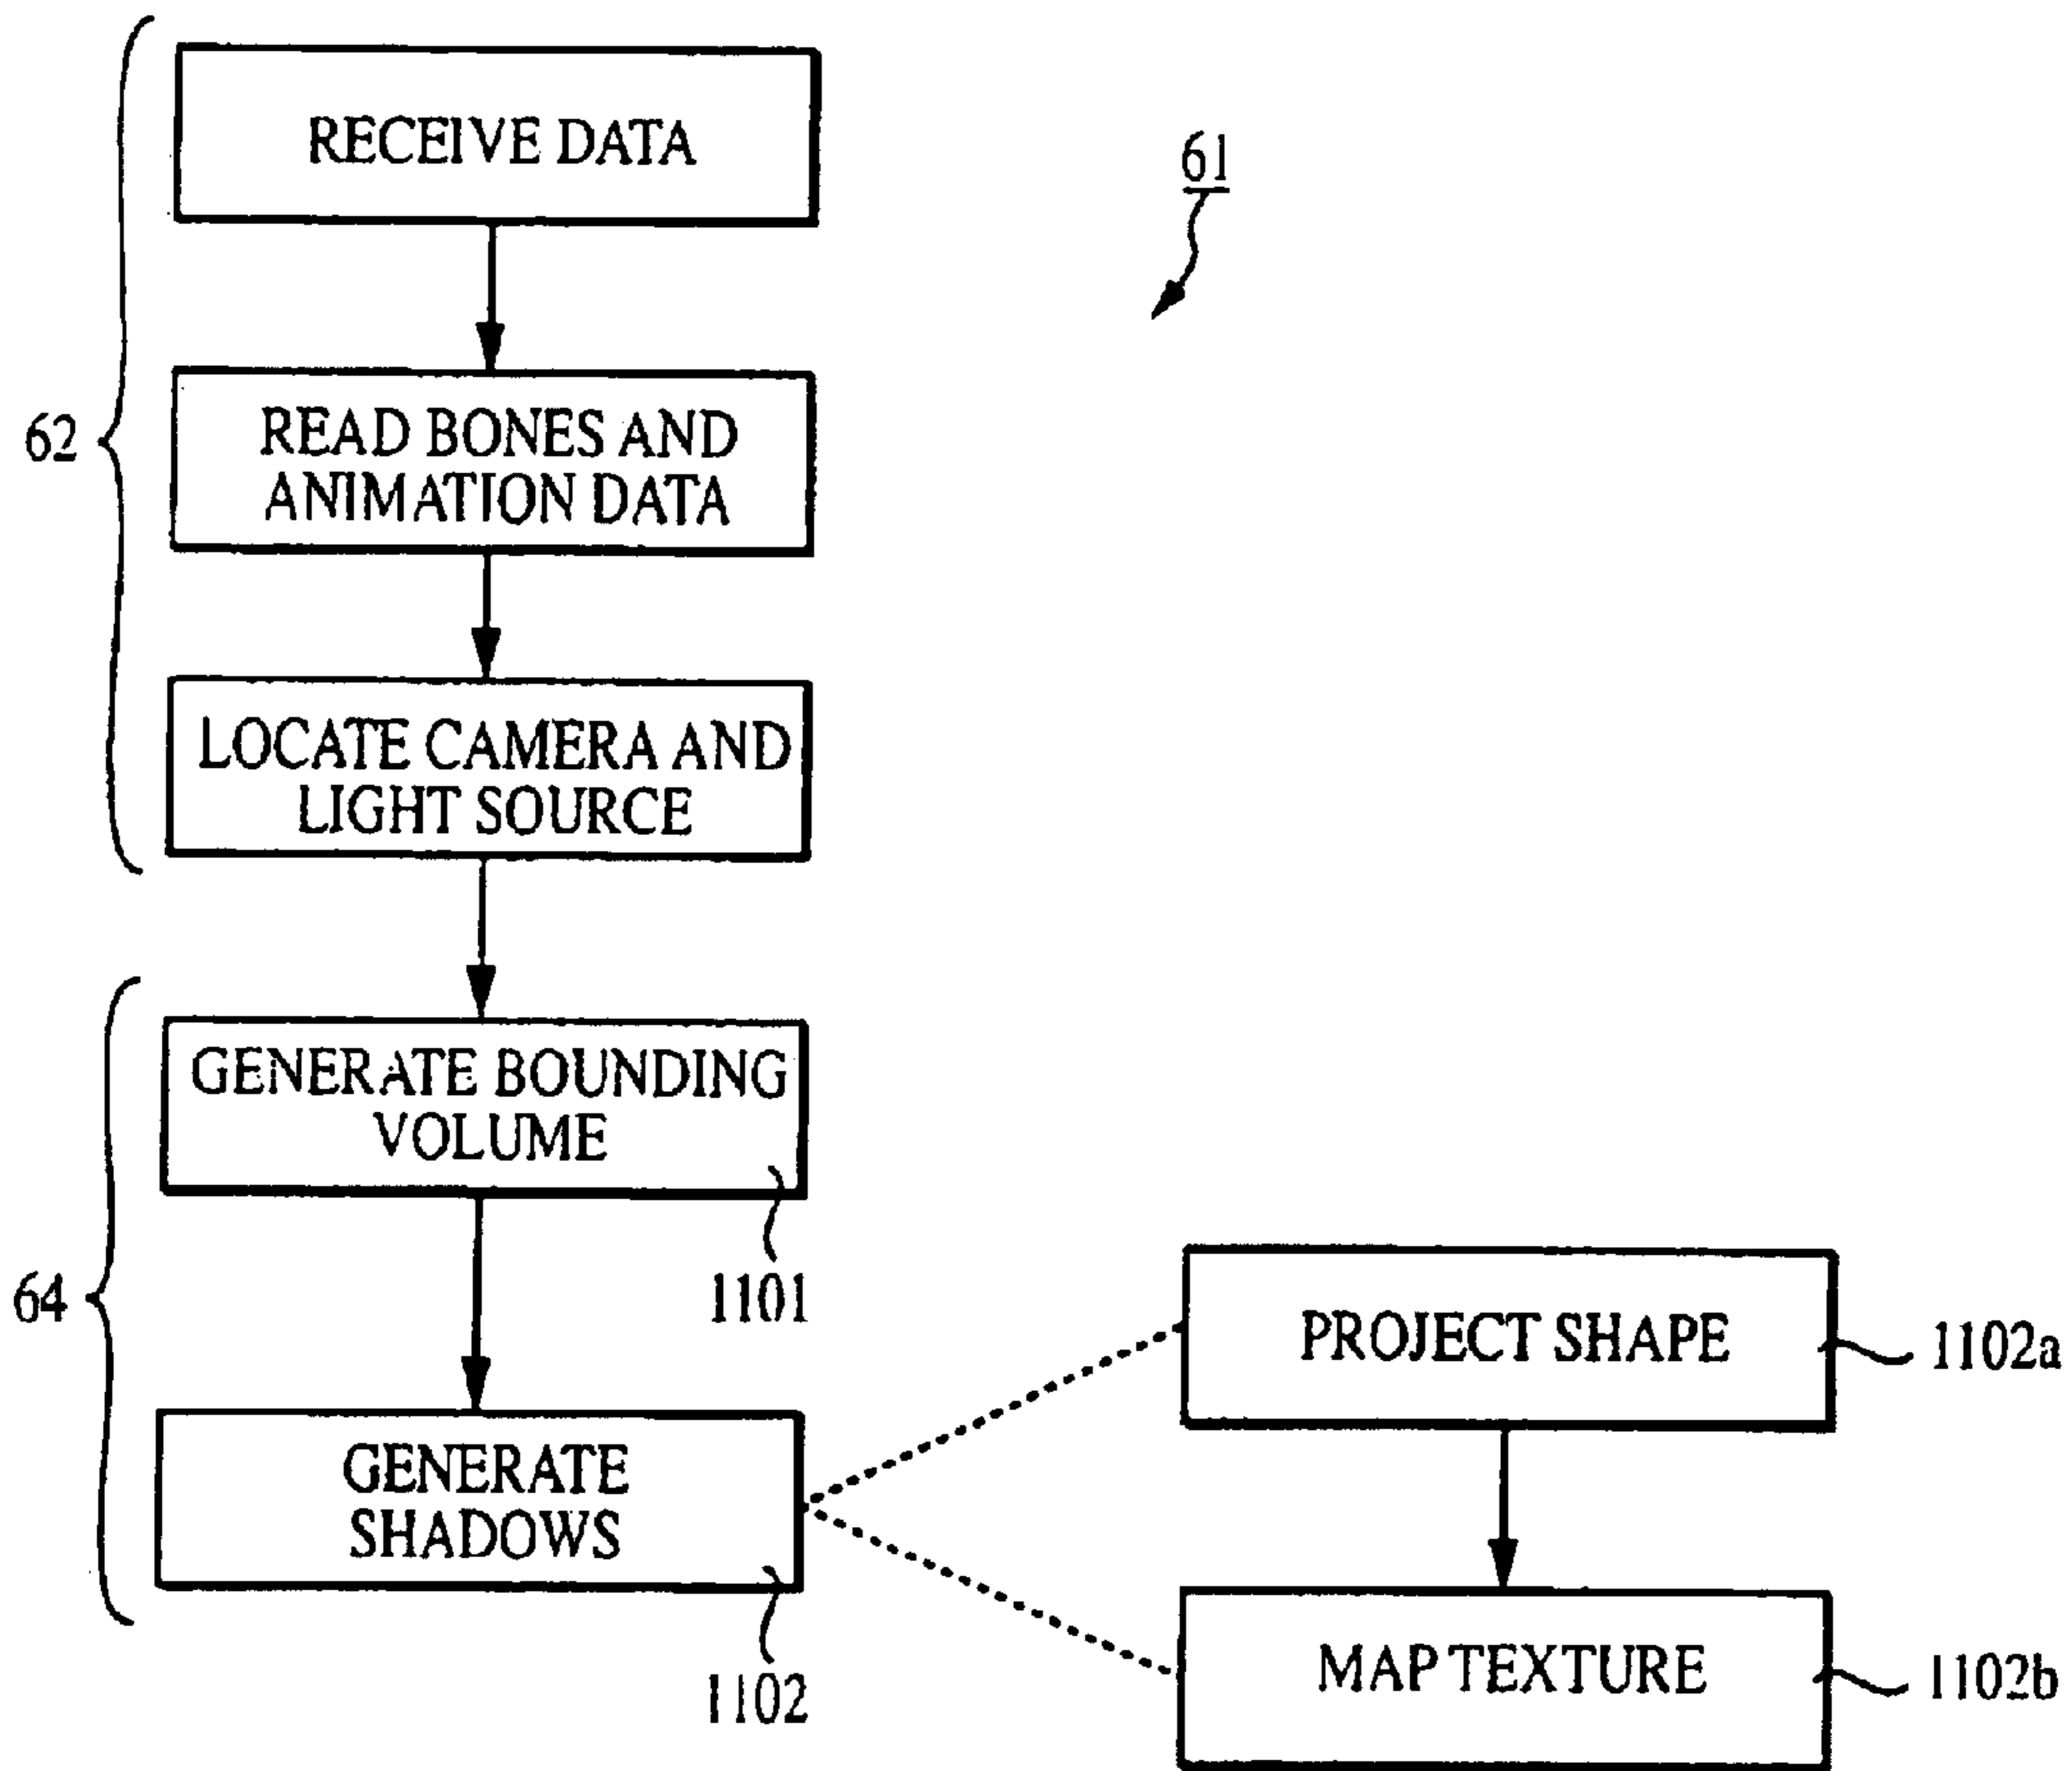 RECEIVE DATA
61
READ BONES AND
ANIMATION DATA
62
LOCATE CAMERA AND
LIGHT SOURCE
GENERATE BOUNDING
VOLUME
1101
64
PROJECT SHAPE
1102a
GENERATE
SHADOWS
1102
MAP TEXTURE
1102b